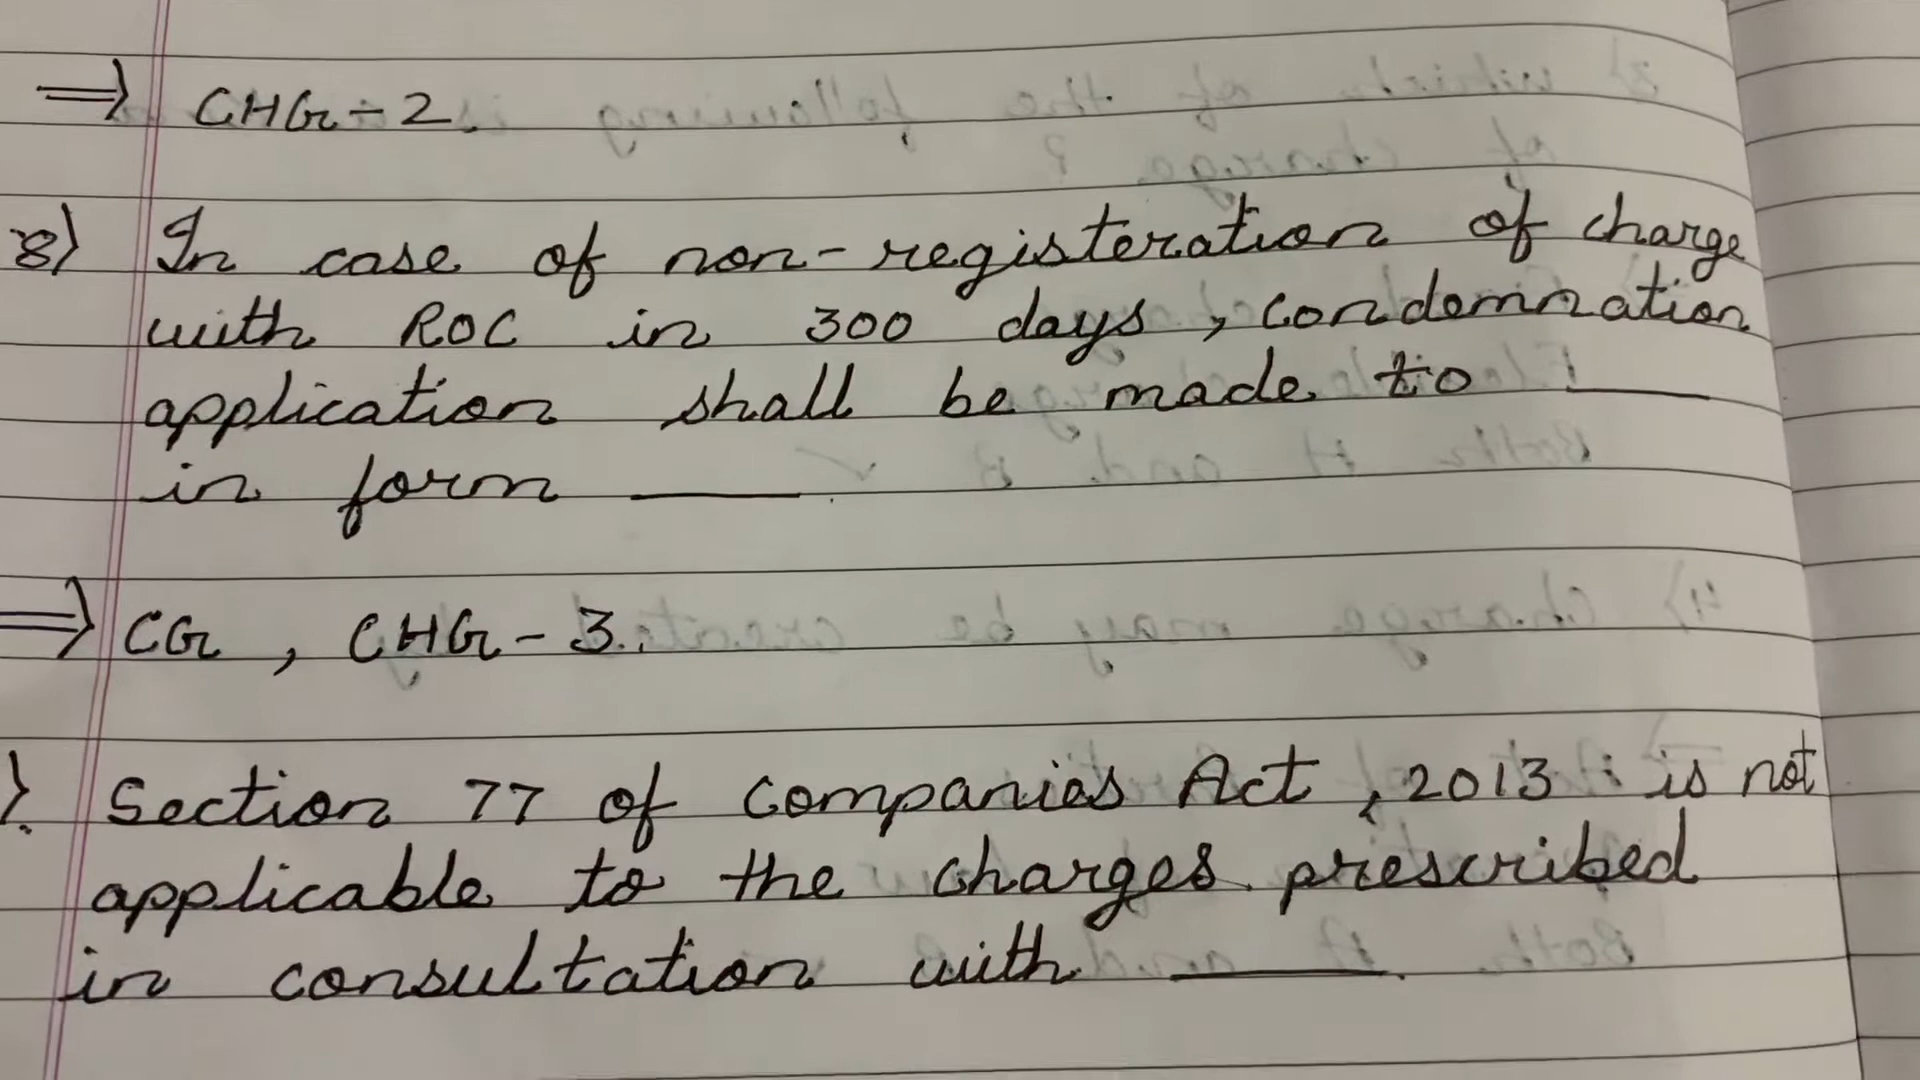 ⇒ CHG-2.
8) In case of non-registeration of charge
with ROC in 300 days, condemnation
application shall be made to ____
in form ____.
⇒ CG, CHG-3.
). Section 77 of Companies Act, 2013 is not
applicable to the charges prescribed
in consultation with ____.